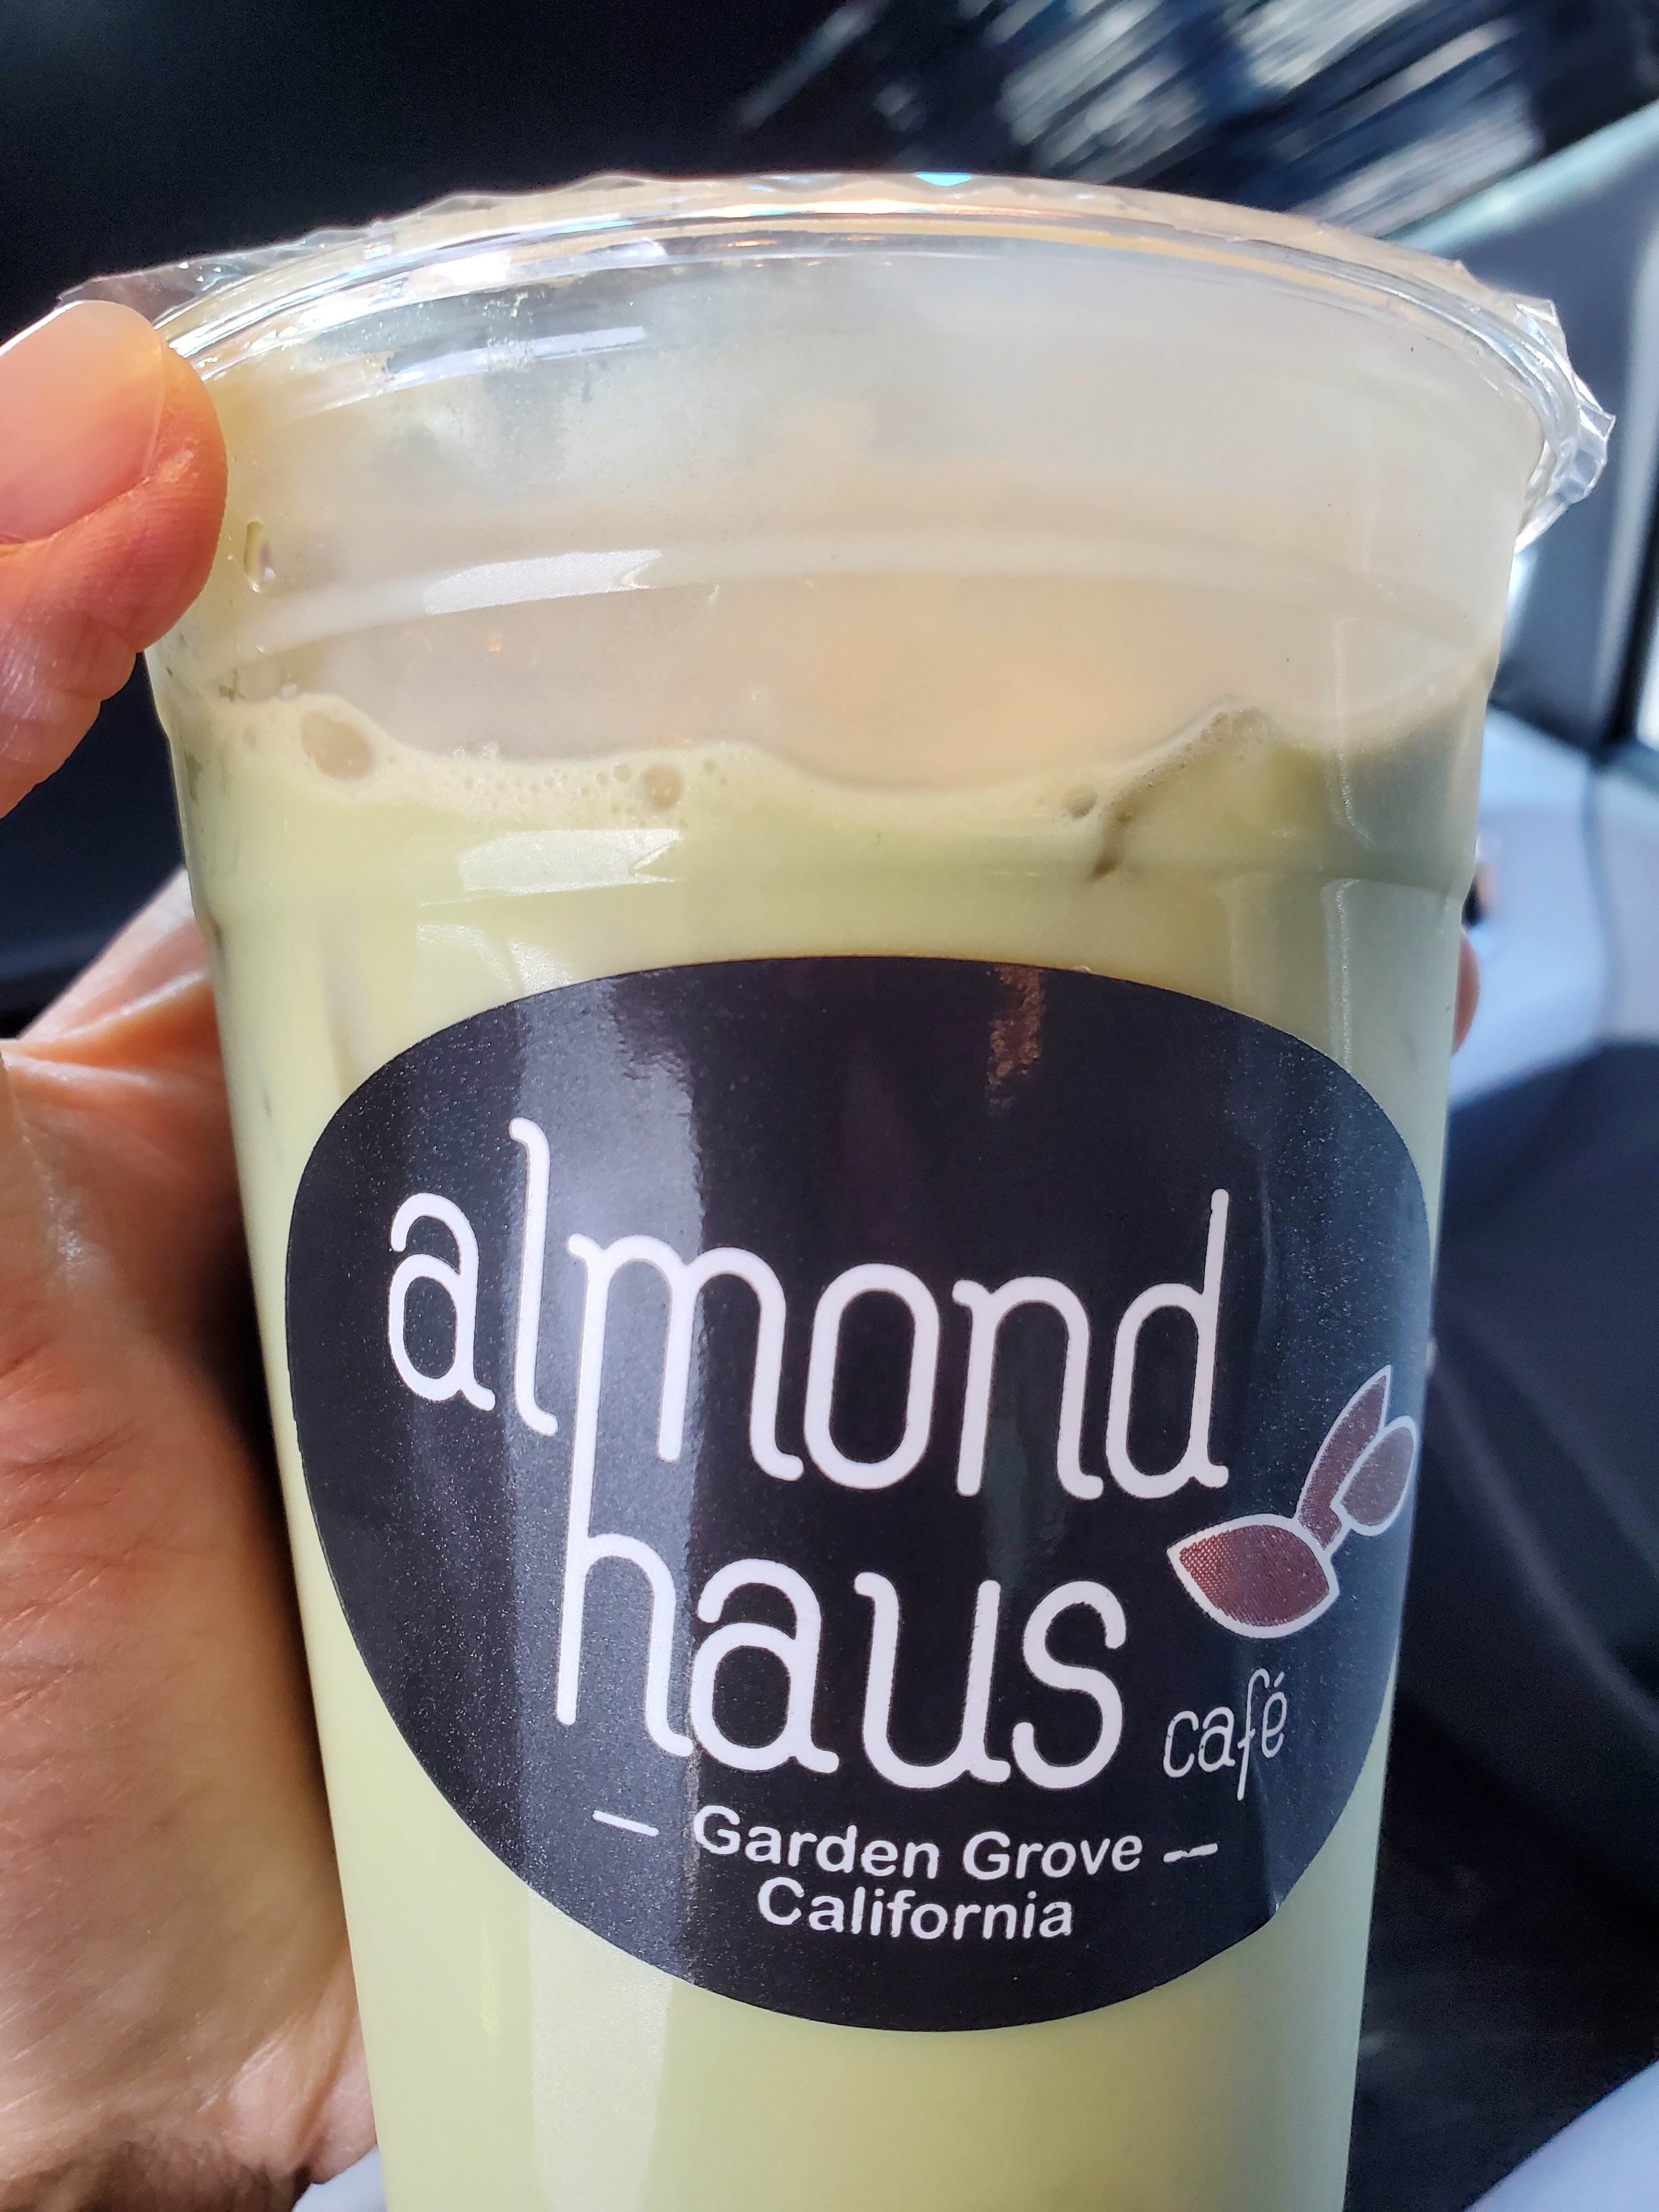 almond
haus
café
— Garden Grove —
California